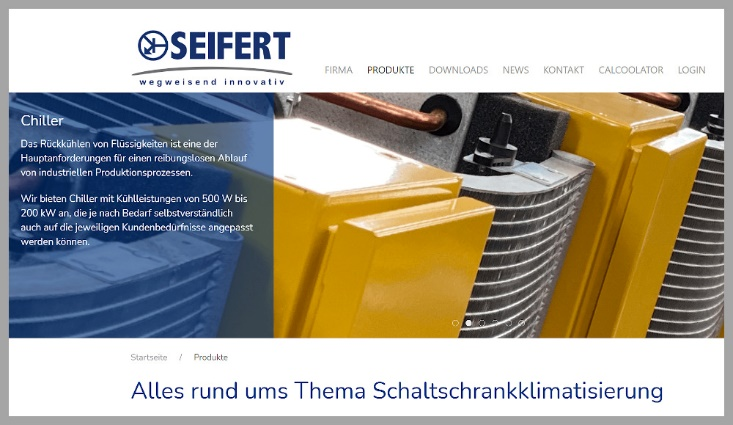 SEIFERT
wegweisend innovativ
FIRMA PRODUKTE DOWNLOADS NEWS KONTAKT CALCOOLATOR LOGIN
Chiller
Das Rückkühlen von Flüssigkeiten ist eine der
Hauptanforderungen für einen reibungslosen Ablauf
von industriellen Produktionsprozessen.
Wir bieten Chiller mit Kühlleistungen von 500 W bis
200 kW an, die je nach Bedarf selbstverständlich
auch auf die jeweiligen Kundenbedürfnisse angepasst
werden können.
Startseite / Produkte
Alles rund ums Thema Schaltschrankklimatisierung